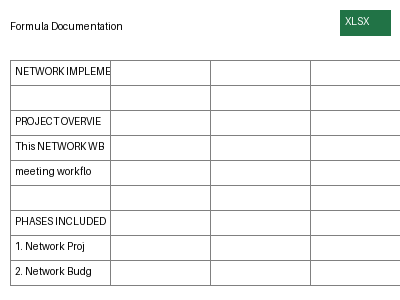 Formula Documentation
XLSX
NETWORK IMPLEME
PROJECT OVERVIE
This NETWORK WB
meeting workflo
PHASES INCLUDED
1. Network Proj
2. Network Budg